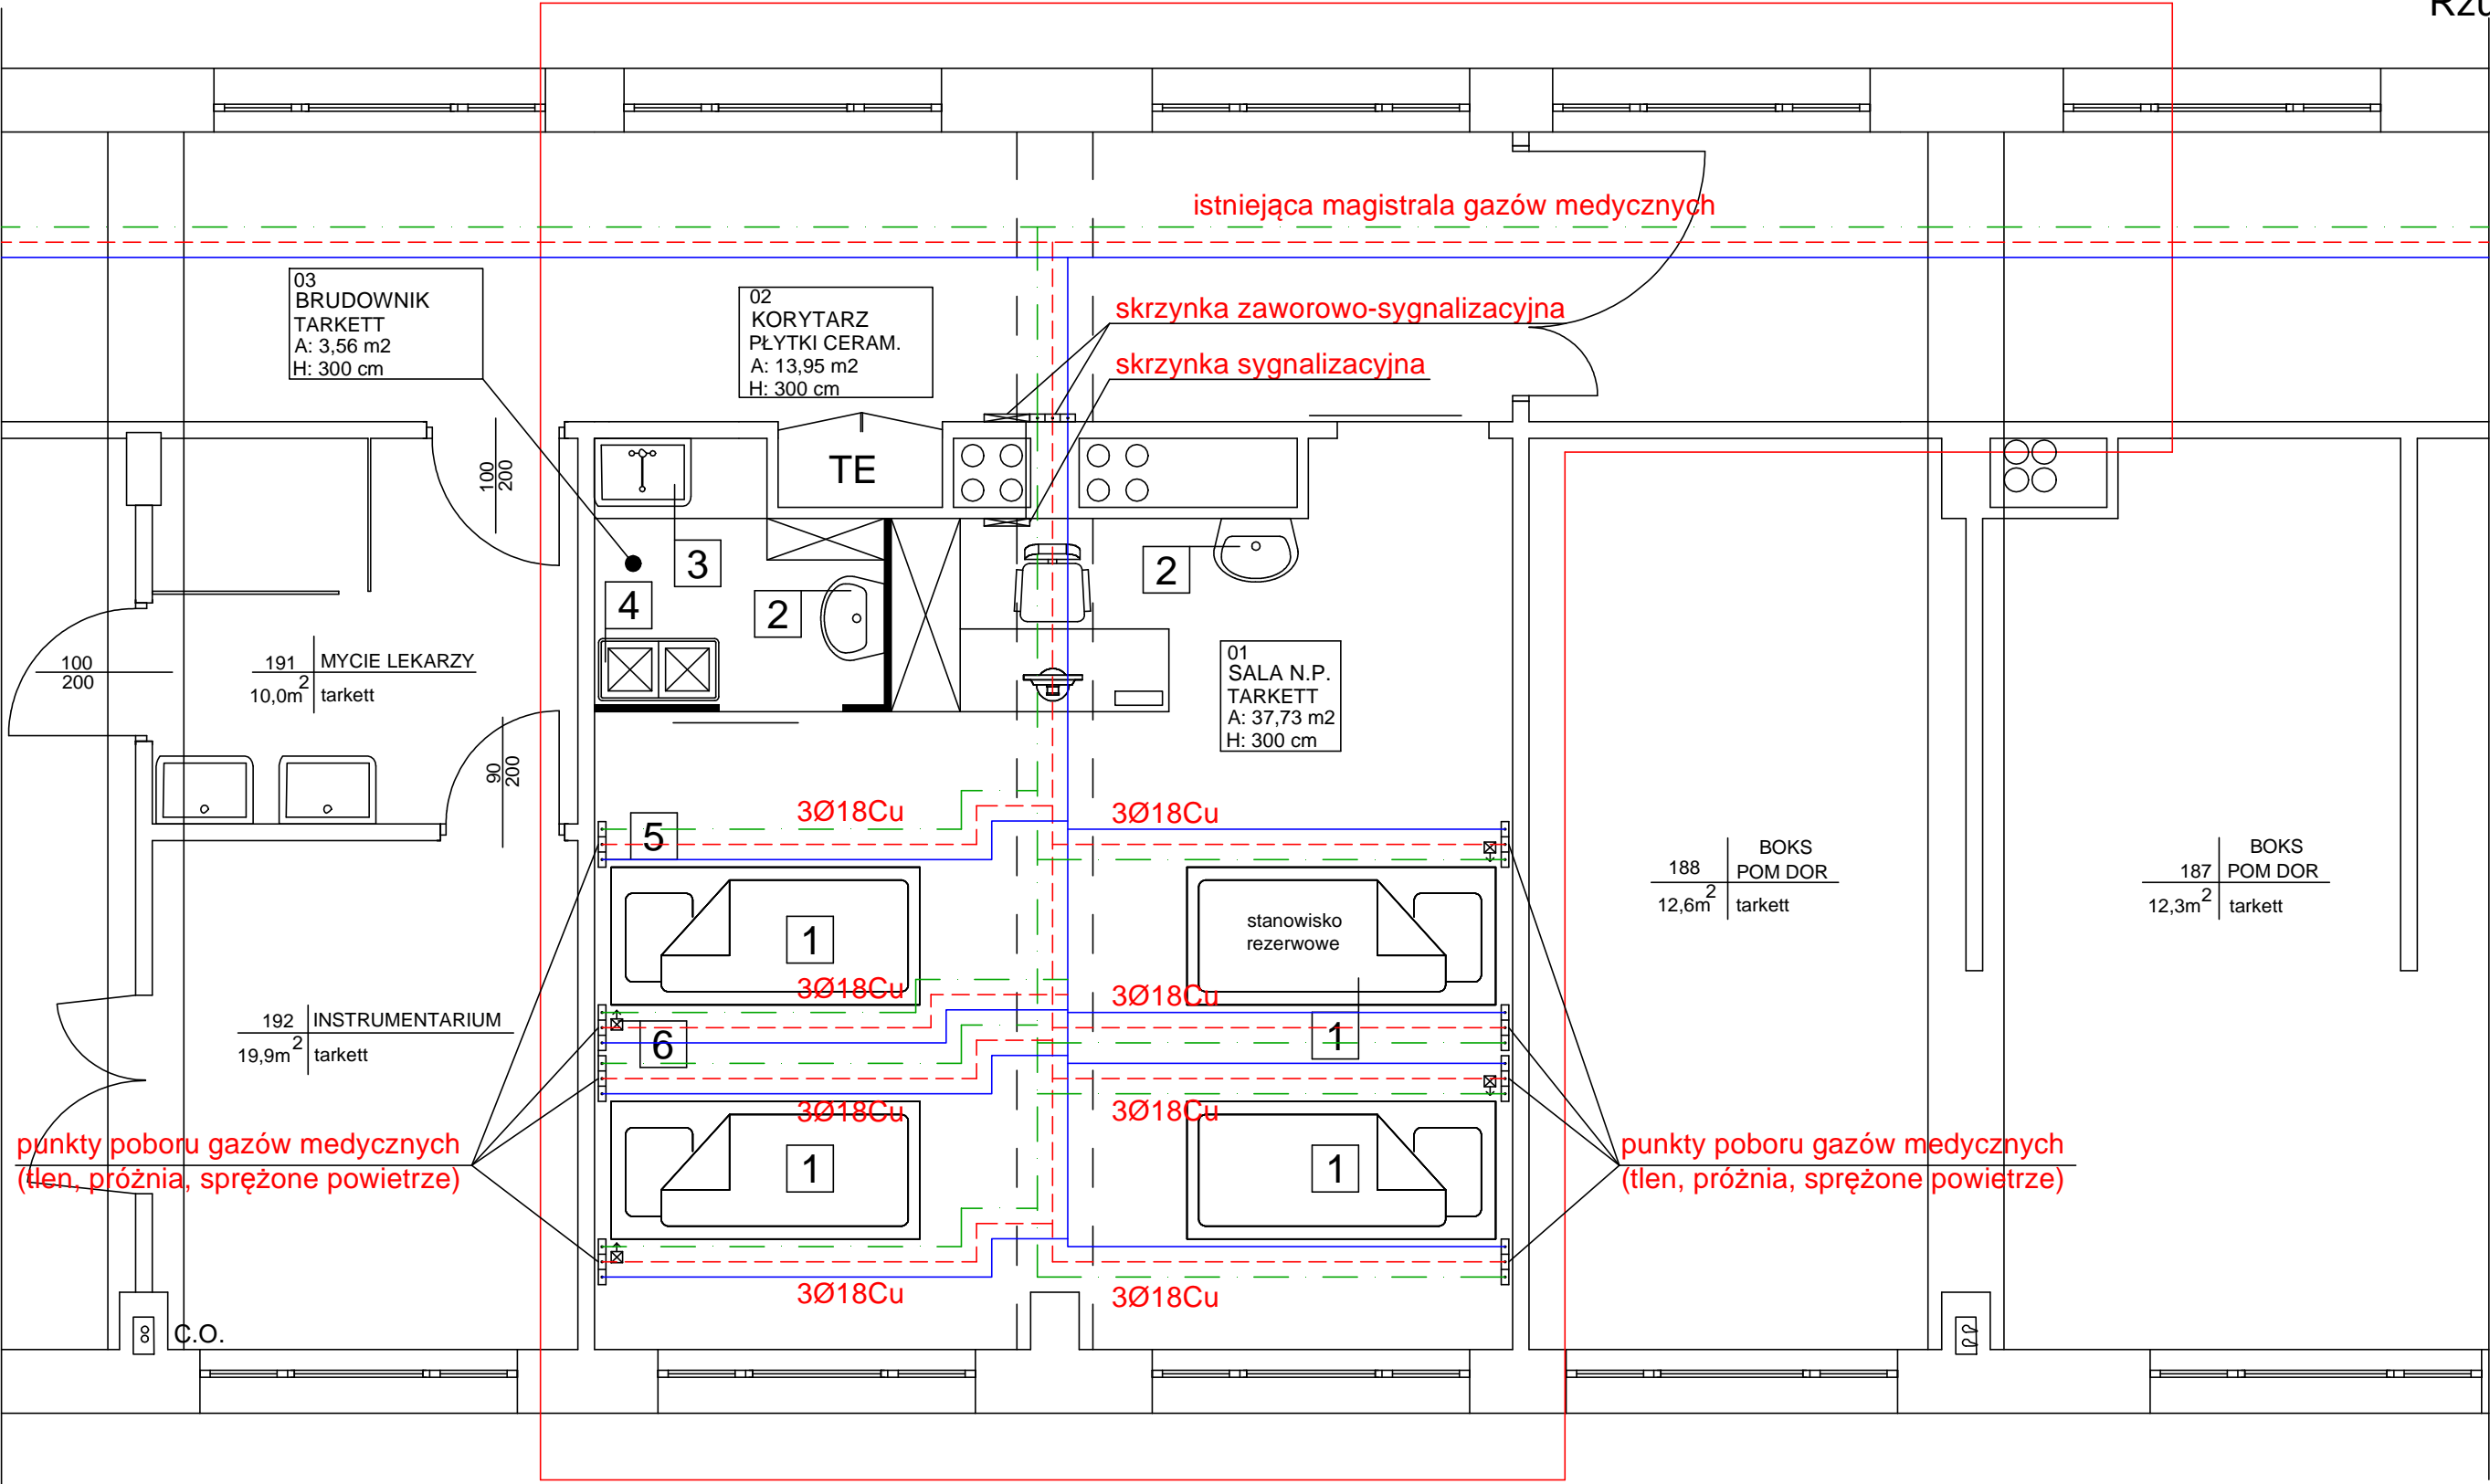 istniejąca magistrala gazów medycznych
03
BRUDOWNIK
TARKETT
A: 3,56 m2
H: 300 cm
02
KORYTARZ
PŁYTKI CERAM.
A: 13,95 m2
H: 300 cm
skrzynka zaworowo-sygnalizacyjna
skrzynka sygnalizacyjna
TE
100
200
3
4
2
2
100
200
191 MYCIE LEKARZY
10,0m2 tarkett
01
SALA N.P.
TARKETT
A: 37,73 m2
H: 300 cm
90
200
3Ø18Cu
3Ø18Cu
5
188 BOKS
POM DOR
12,6m2 tarkett
187 BOKS
POM DOR
12,3m2 tarkett
1
stanowisko
rezerwowe
3Ø18Cu
3Ø18Cu
192 INSTRUMENTARIUM
19,9m2 tarkett
6
1
3Ø18Cu
3Ø18Cu
punkty poboru gazów medycznych
(tlen, próżnia, sprężone powietrze)
1
1
punkty poboru gazów medycznych
(tlen, próżnia, sprężone powietrze)
3Ø18Cu
3Ø18Cu
C.O.